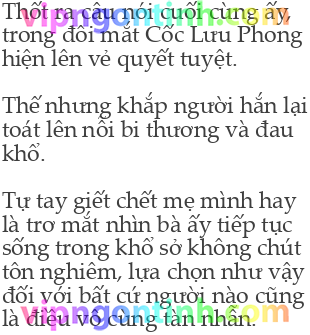 vipngontinh.com
Thốt ra câu nói cuối cùng ấy,
trong đôi mắt Cốc Lưu Phong
hiện lên vẻ quyết tuyệt.
Thế nhưng khắp người hắn lại
toát lên nỗi bi thương và đau
khổ.
Tự tay giết chết mẹ mình hay
là trơ mắt nhìn bà ấy tiếp tục
sống trong khổ sở không chút
tôn nghiêm, lựa chọn như vậy
đối với bất cứ người nào cũng
là điều vô cùng tàn nhẫn.
vipngontinh.com